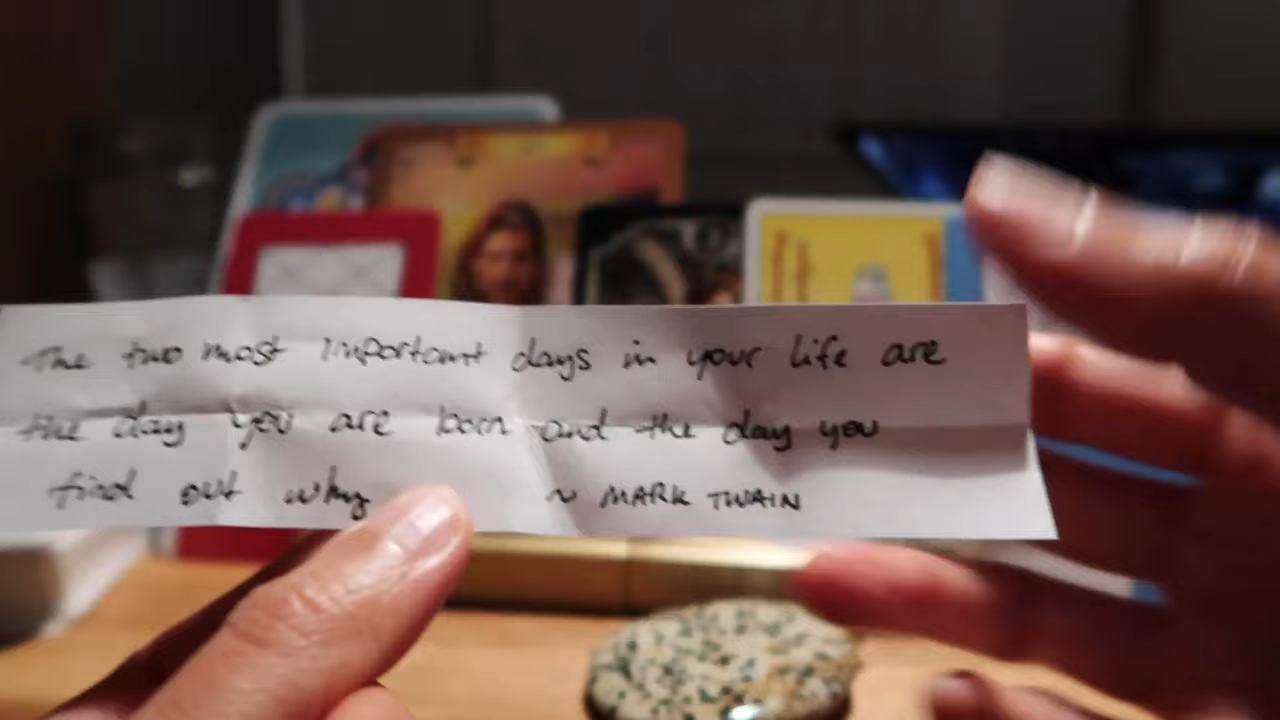 The two most important days in your life are
the day you are born and the day you
find out why ~ MARK TWAIN